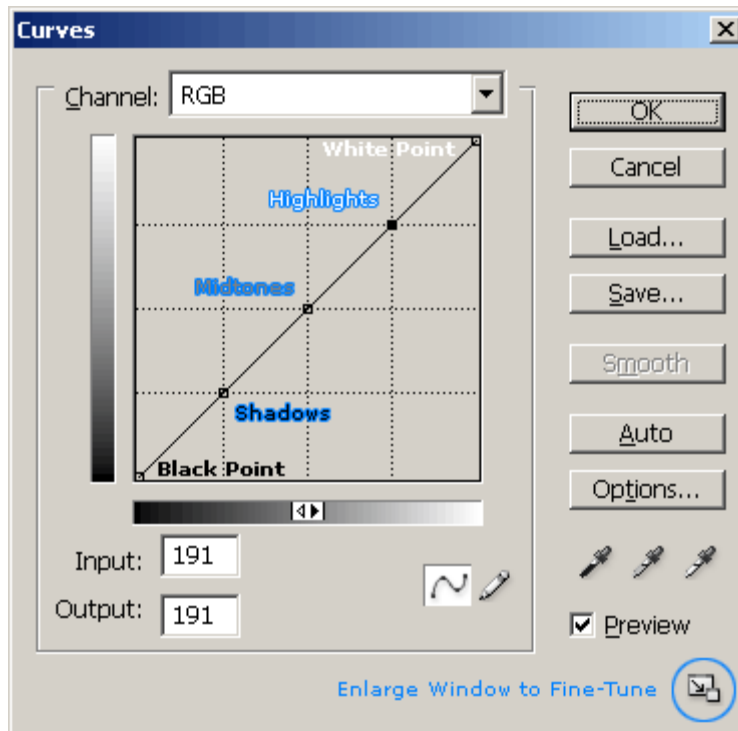 Curves
Channel: RGB
OK
Cancel
Load...
Save...
Smooth
Auto
Options...
White Point
Highlights
Midtones
Shadows
Black Point
Input: 191
Output: 191
Preview
Enlarge Window to Fine-Tune